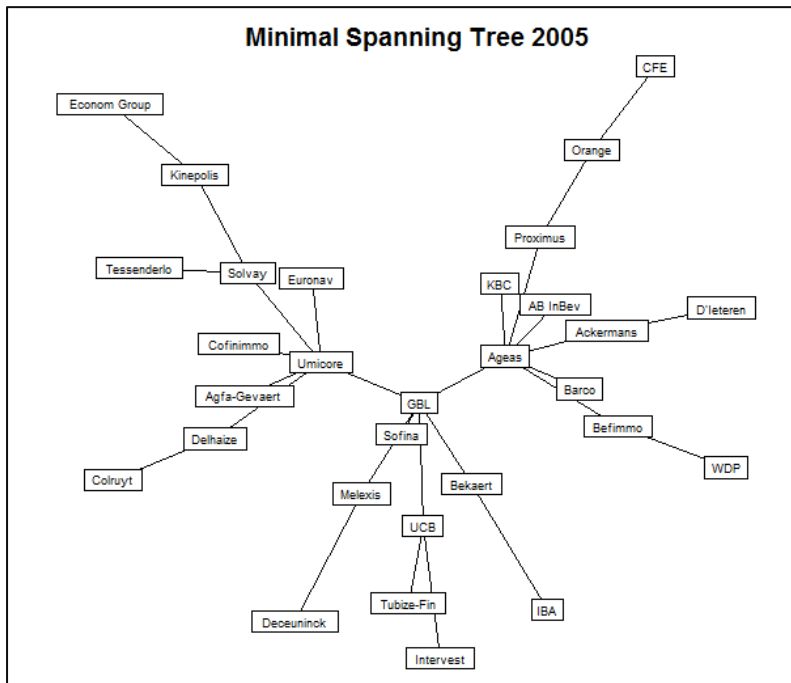 Minimal Spanning Tree 2005
CFE
Econom Group
Orange
Kinepolis
Proximus
Tessenderlo
Solvay
Euronav
KBC
AB InBev
D'Ieteren
Ackermans
Cofinimmo
Umicore
Ageas
Agfa-Gevaert
GBL
Barco
Befimmo
Delhaize
Sofina
Colruyt
WDP
Melexis
Bekaert
UCB
Tubize-Fin
IBA
Deceuninck
Intervest